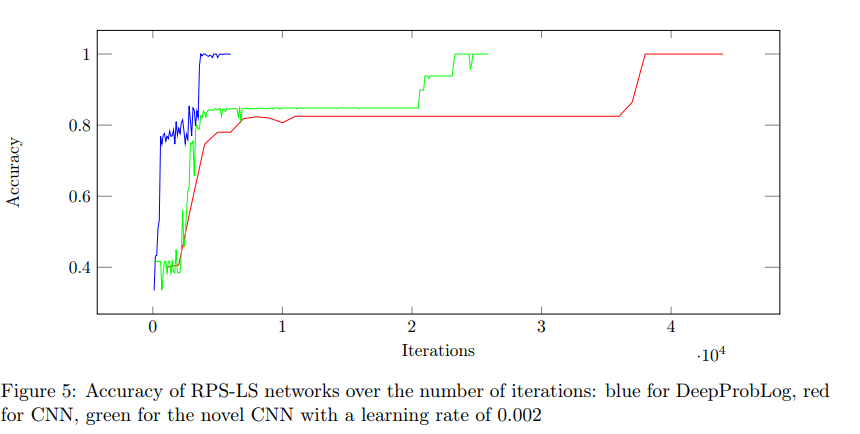 1
0.8
0.6
0.4
Accuracy
0 1 2 3 4
Iterations
·10⁴
Figure 5: Accuracy of RPS-LS networks over the number of iterations: blue for DeepProbLog, red
for CNN, green for the novel CNN with a learning rate of 0.002